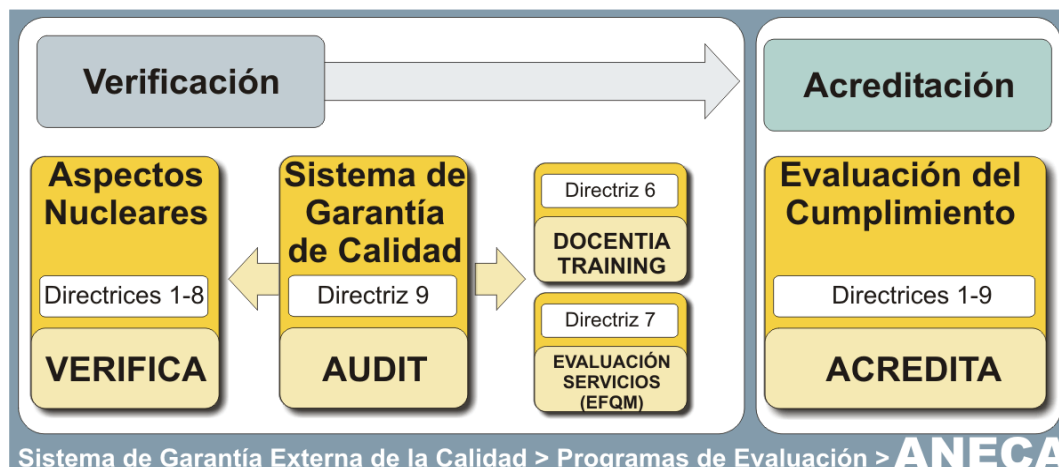 Verificación
Acreditación
Aspectos
Nucleares
Directrices 1-8
VERIFICA
Sistema de
Garantía
de Calidad
Directriz 9
AUDIT
Directriz 6
DOCENTIA
TRAINING
Directriz 7
EVALUACIÓN
SERVICIOS
(EFQM)
Evaluación del
Cumplimiento
Directrices 1-9
ACREDITA
Sistema de Garantía Externa de la Calidad > Programas de Evaluación > ANECA